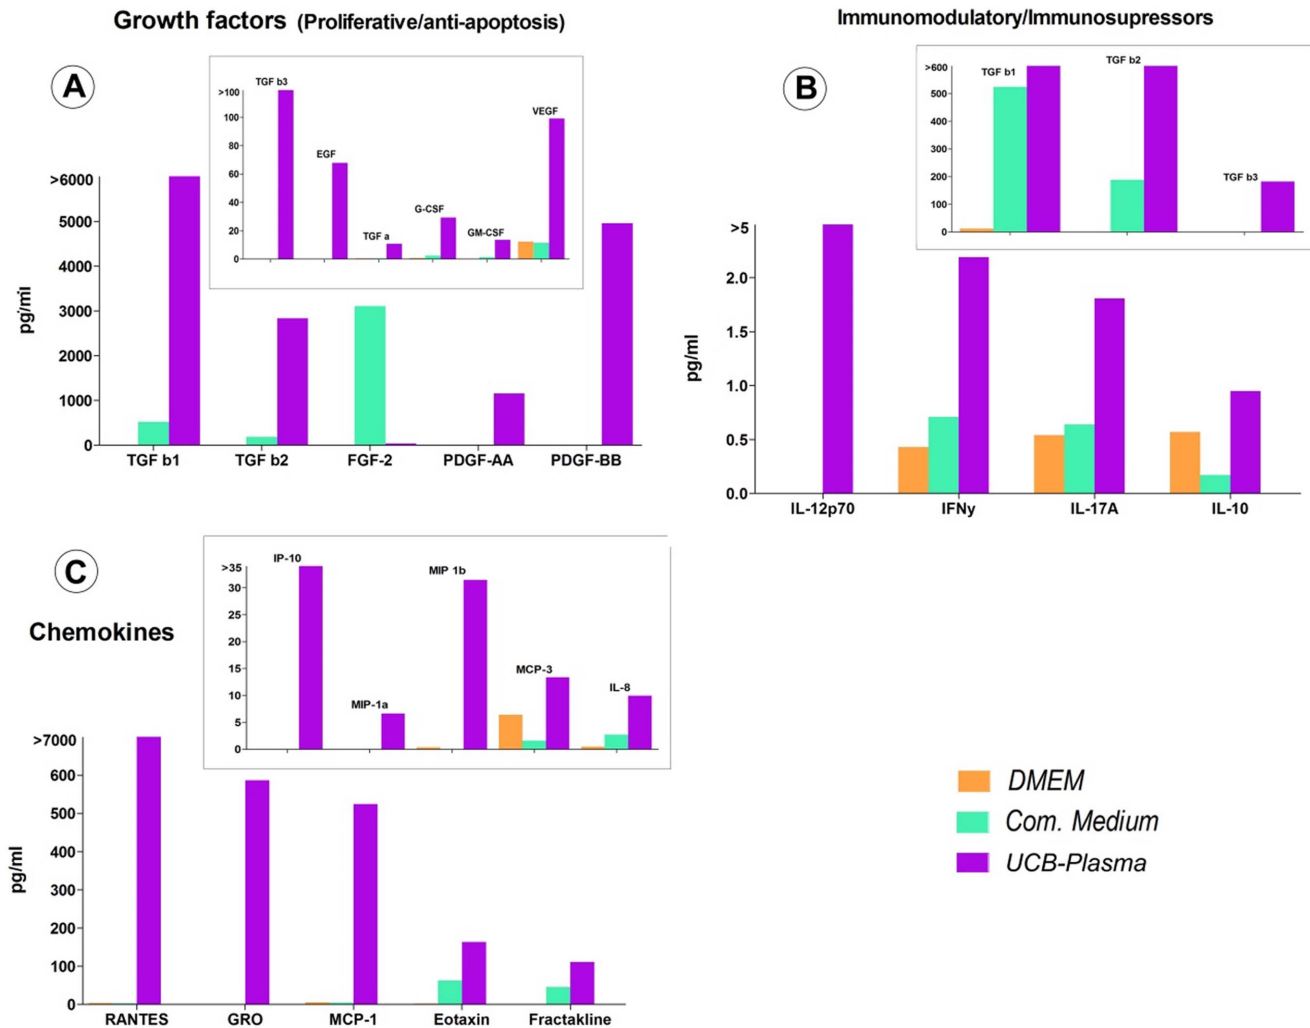 Growth factors (Proliferative/anti-apoptosis)
Immunomodulatory/Immunosupressors
A
>100
100
80
60
40
20
0
TGF b3
EGF
TGF a
G-CSF
GM-CSF
VEGF
pg/ml
>6000
5000
4000
3000
2000
1000
0
TGF b1 TGF b2 FGF-2 PDGF-AA PDGF-BB
B
>600
500
400
300
200
100
0
TGF b1
TGF b2
TGF b3
pg/ml
>5
2.0
1.5
1.0
0.5
0.0
IL-12p70 IFNy IL-17A IL-10
C
Chemokines
>35
30
25
20
15
10
5
0
IP-10
MIP-1a
MIP 1b
MCP-3
IL-8
pg/ml
>7000
600
500
400
300
200
100
0
RANTES GRO MCP-1 Eotaxin Fractakline
DMEM
Com. Medium
UCB-Plasma